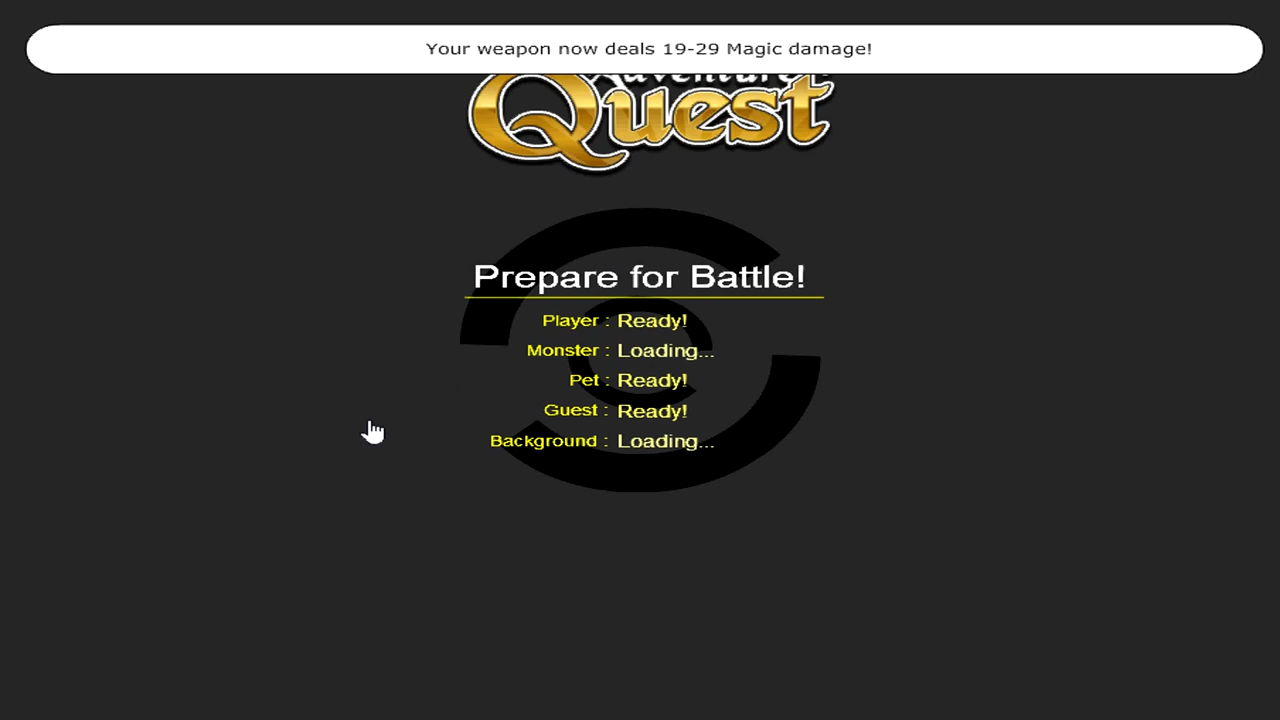 Your weapon now deals 19-29 Magic damage!
Adventure
Quest
Prepare for Battle!
Player : Ready!
Monster : Loading...
Pet : Ready!
Guest : Ready!
Background : Loading...